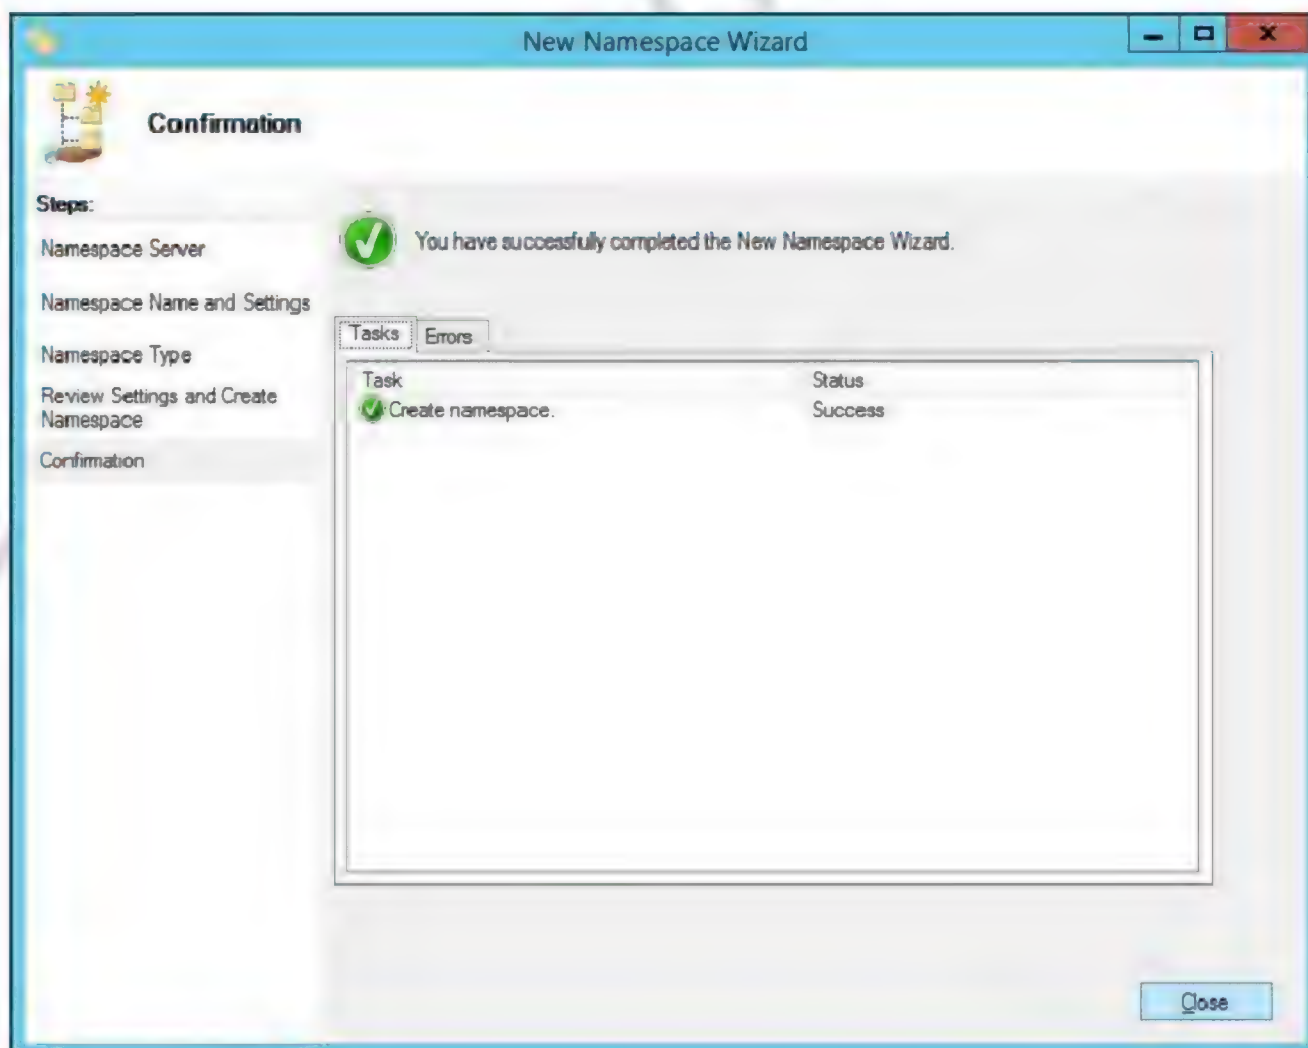 New Namespace Wizard
Confirmation
Steps:
Namespace Server
Namespace Name and Settings
Namespace Type
Review Settings and Create
Namespace
Confirmation
You have successfully completed the New Namespace Wizard.
Tasks
Errors
Task
Status
Create namespace.
Success
Close